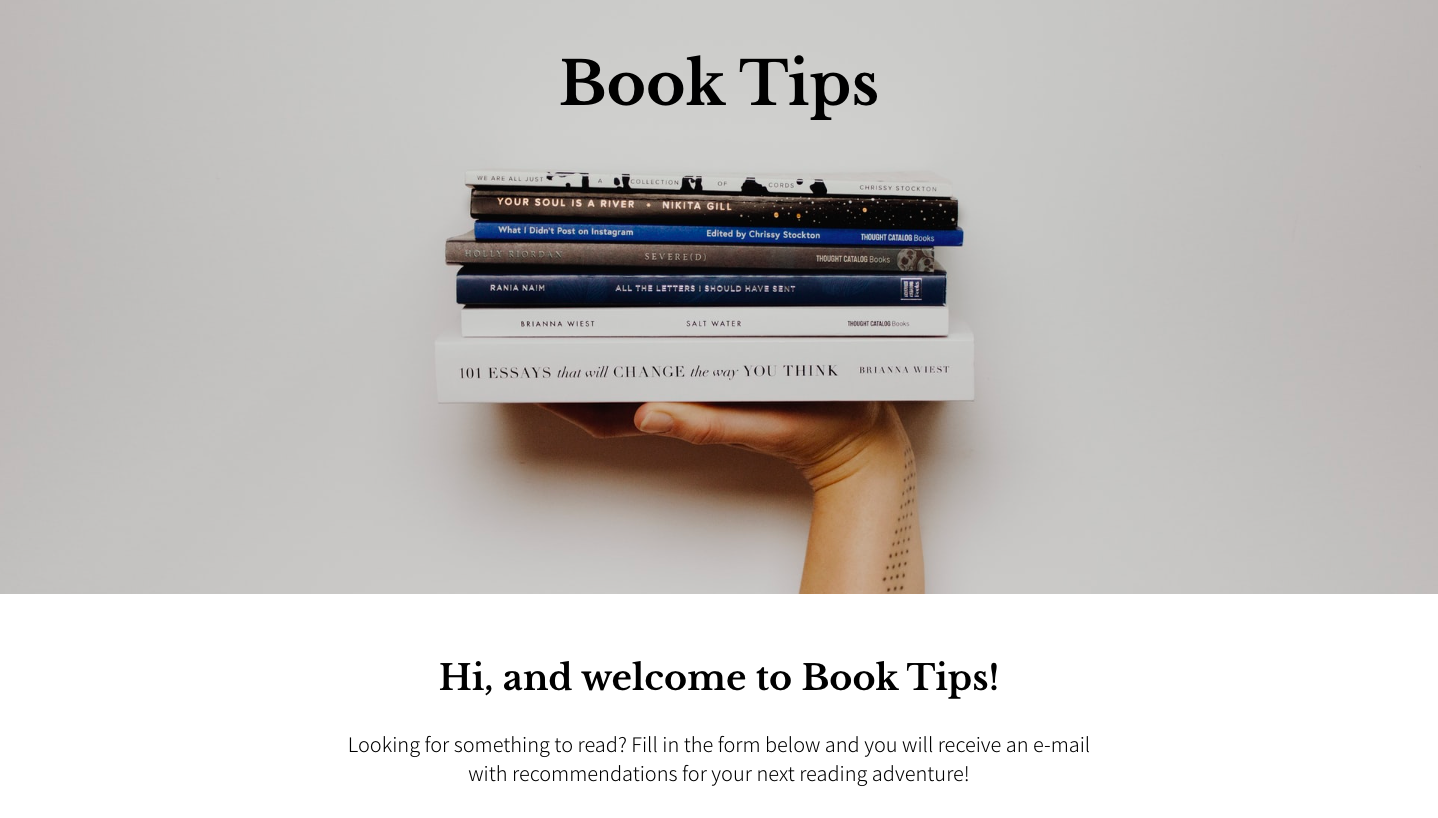 Book Tips
WE ARE ALL JUST A COLLECTION OF CORDS CHRISSY STOCKTON
YOUR SOUL IS A RIVER • NIKITA GILL
What I Didn't Post on Instagram Edited by Chrissy Stockton THOUGHT CATALOG Books
HOLLY RIORDAN SEVERE(D) THOUGHT CATALOG Books
RANIA NAIM ALL THE LETTERS I SHOULD HAVE SENT
BRIANNA WIEST SALT WATER THOUGHT CATALOG Books
101 ESSAYS that will CHANGE the way YOU THINK BRIANNA WIEST
Hi, and welcome to Book Tips!
Looking for something to read? Fill in the form below and you will receive an e-mail
with recommendations for your next reading adventure!